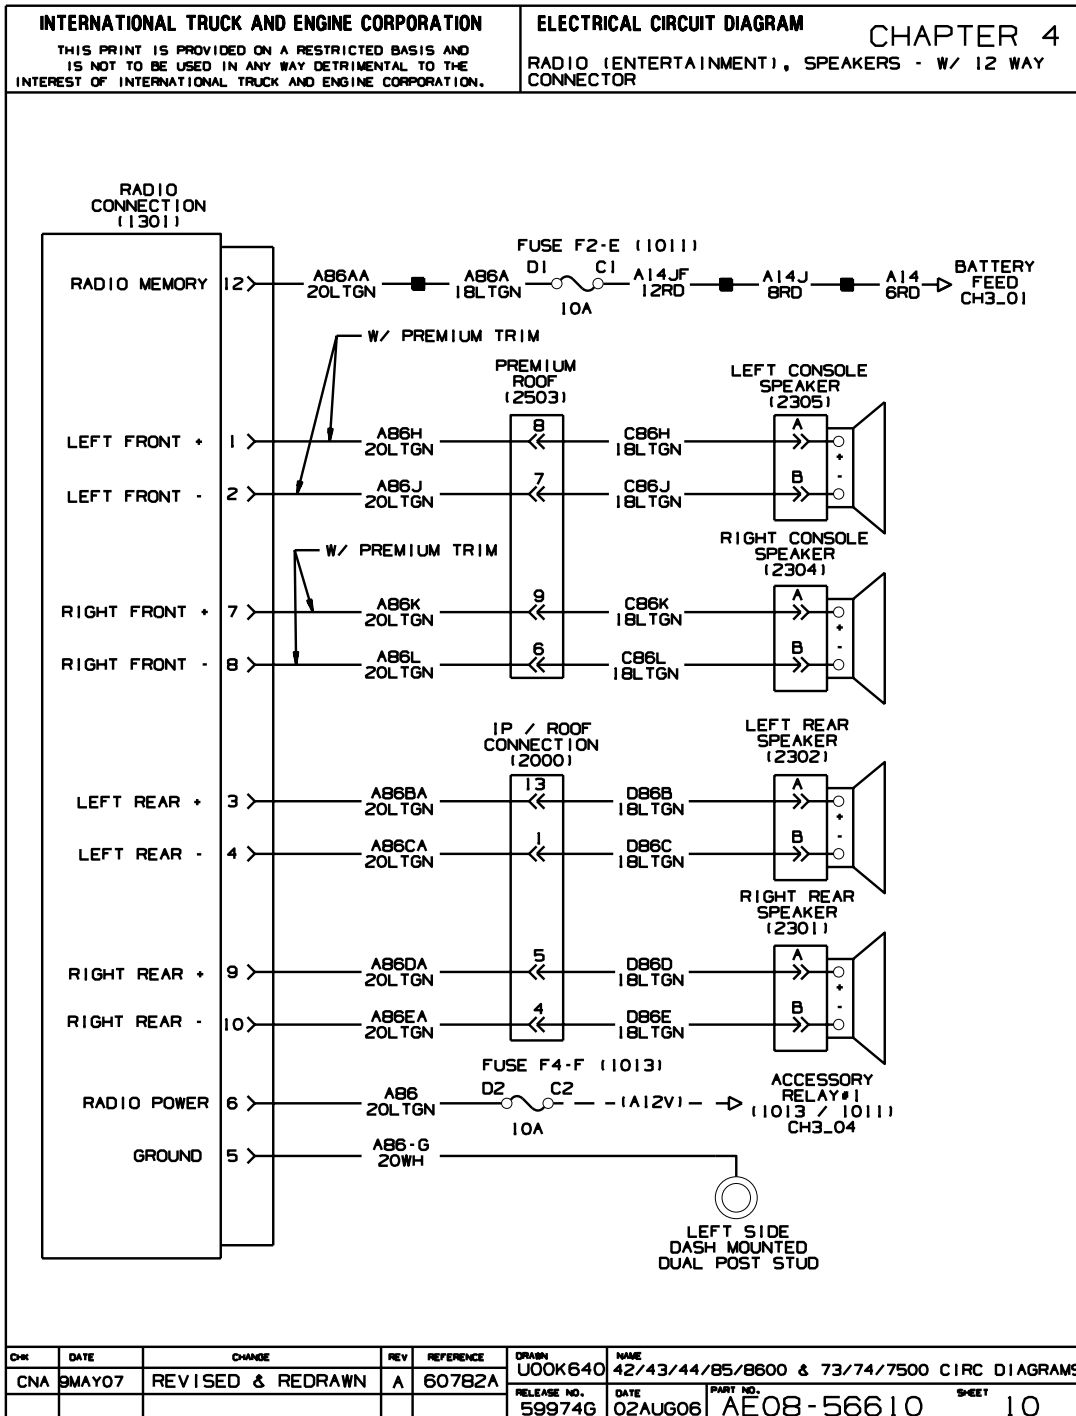 INTERNATIONAL TRUCK AND ENGINE CORPORATION
THIS PRINT IS PROVIDED ON A RESTRICTED BASIS AND
IS NOT TO BE USED IN ANY WAY DETRIMENTAL TO THE
INTEREST OF INTERNATIONAL TRUCK AND ENGINE CORPORATION.
ELECTRICAL CIRCUIT DIAGRAM
CHAPTER 4
RADIO (ENTERTAINMENT), SPEAKERS - W/ 12 WAY
CONNECTOR
RADIO
CONNECTION
(1301)
FUSE F2-E (1011)
D1 C1
RADIO MEMORY 12
A86AA
20LTGN
A86A
18LTGN
10A
A14JF
12RD
A14J
8RD
A14
6RD
BATTERY
FEED
CH3_01
W/ PREMIUM TRIM
PREMIUM
ROOF
(2503)
LEFT CONSOLE
SPEAKER
(2305)
LEFT FRONT + 1
A86H
20LTGN
8
C86H
18LTGN
A
+
LEFT FRONT - 2
A86J
20LTGN
7
C86J
18LTGN
B
-
W/ PREMIUM TRIM
RIGHT CONSOLE
SPEAKER
(2304)
RIGHT FRONT + 7
A86K
20LTGN
9
C86K
18LTGN
A
+
RIGHT FRONT - 8
A86L
20LTGN
6
C86L
18LTGN
B
-
IP / ROOF
CONNECTION
(2000)
LEFT REAR
SPEAKER
(2302)
LEFT REAR + 3
A86BA
20LTGN
13
D86B
18LTGN
A
+
LEFT REAR - 4
A86CA
20LTGN
1
D86C
18LTGN
B
-
RIGHT REAR
SPEAKER
(2301)
RIGHT REAR + 9
A86DA
20LTGN
5
D86D
18LTGN
A
+
RIGHT REAR - 10
A86EA
20LTGN
4
D86E
18LTGN
B
-
FUSE F4-F (1013)
D2 C2
RADIO POWER 6
A86
20LTGN
10A
(A12V)
ACCESSORY
RELAY#1
(1013 / 1011)
CH3_04
GROUND 5
A86-G
20WH
LEFT SIDE
DASH MOUNTED
DUAL POST STUD
CHK DATE CHANGE REV REFERENCE
CNA 9MAY07 REVISED & REDRAWN A 60782A
DRAWN
U00K640
NAME
42/43/44/85/8600 & 73/74/7500 CIRC DIAGRAMS
RELEASE NO.
59974G
DATE
02AUG06
PART NO.
AE08-56610
SHEET
10